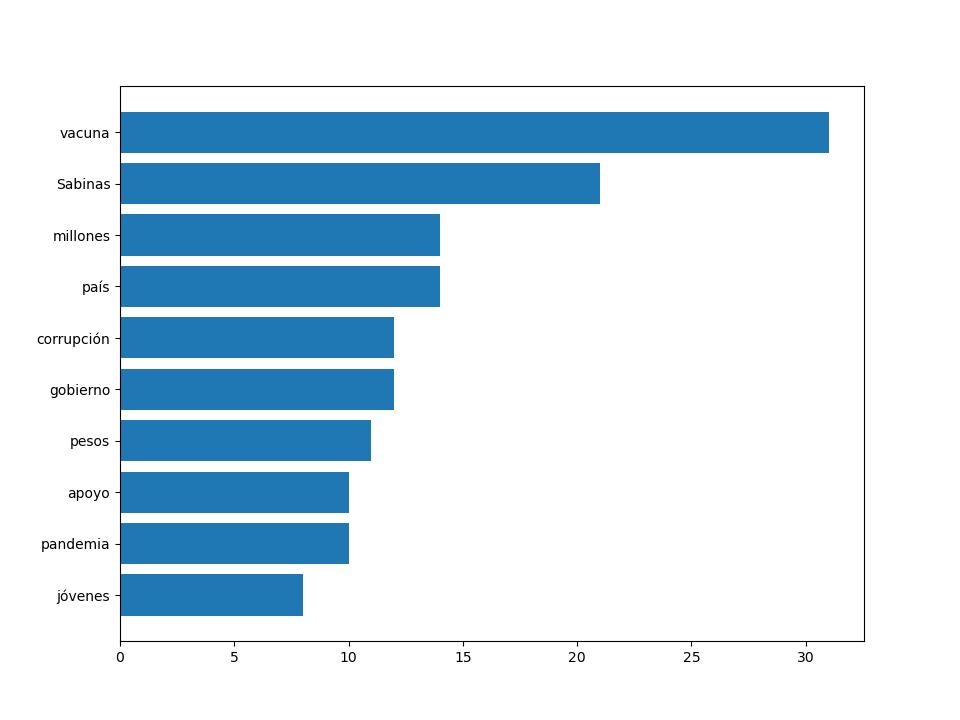 vacuna
Sabinas
millones
país
corrupción
gobierno
pesos
apoyo
pandemia
jóvenes
0 5 10 15 20 25 30